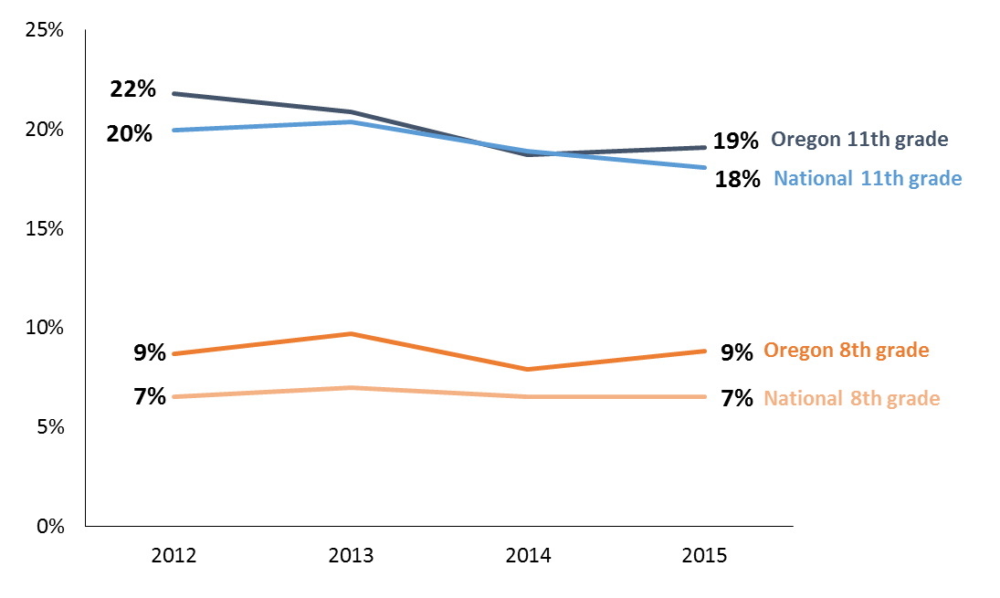 25%
22%
20%
20%
19% Oregon 11th grade
18% National 11th grade
15%
10%
9%
9% Oregon 8th grade
7%
7% National 8th grade
5%
0%
2012 2013 2014 2015